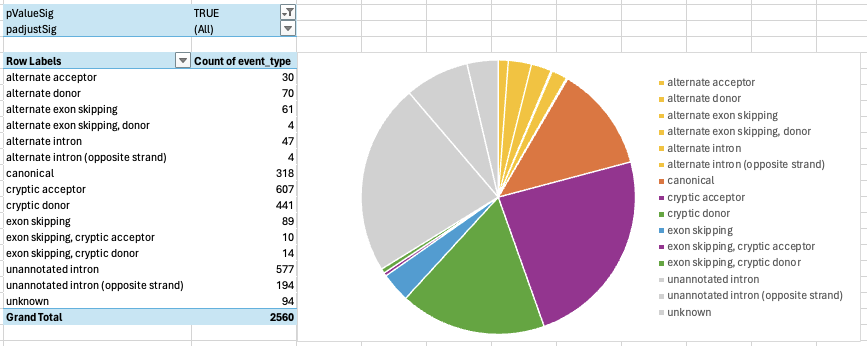 pValueSig TRUE
padjustSig (All)
Row Labels Count of event_type
alternate acceptor 30
alternate donor 70
alternate exon skipping 61
alternate exon skipping, donor 4
alternate intron 47
alternate intron (opposite strand) 4
canonical 318
cryptic acceptor 607
cryptic donor 441
exon skipping 89
exon skipping, cryptic acceptor 10
exon skipping, cryptic donor 14
unannotated intron 577
unannotated intron (opposite strand) 194
unknown 94
Grand Total 2560
alternate acceptor
alternate donor
alternate exon skipping
alternate exon skipping, donor
alternate intron
alternate intron (opposite strand)
canonical
cryptic acceptor
cryptic donor
exon skipping
exon skipping, cryptic acceptor
exon skipping, cryptic donor
unannotated intron
unannotated intron (opposite strand)
unknown